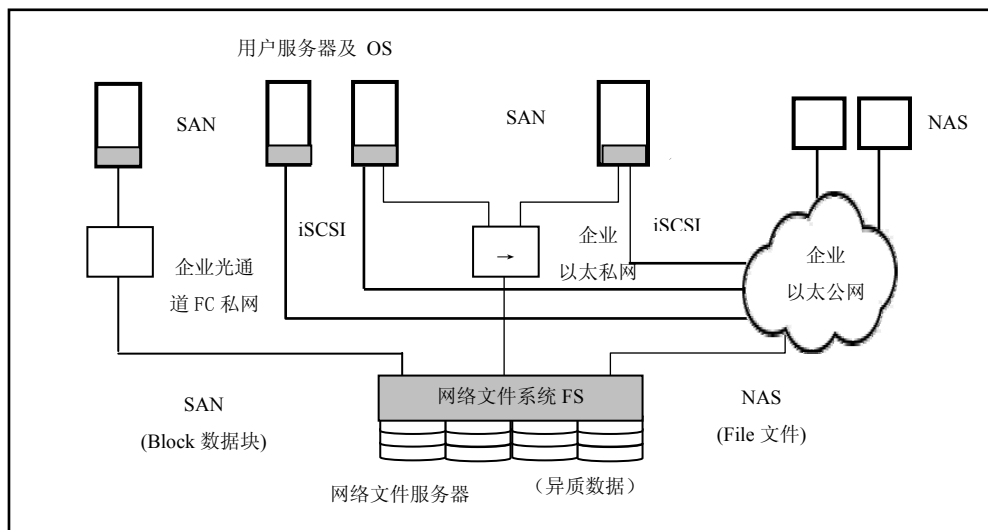 用户服务器及 OS
SAN
SAN
NAS
iSCSI
iSCSI
企业光通
道 FC 私网
→
企业
以太私网
企业
以太公网
网络文件系统 FS
SAN
(Block 数据块)
NAS
(File 文件)
网络文件服务器
（异质数据）